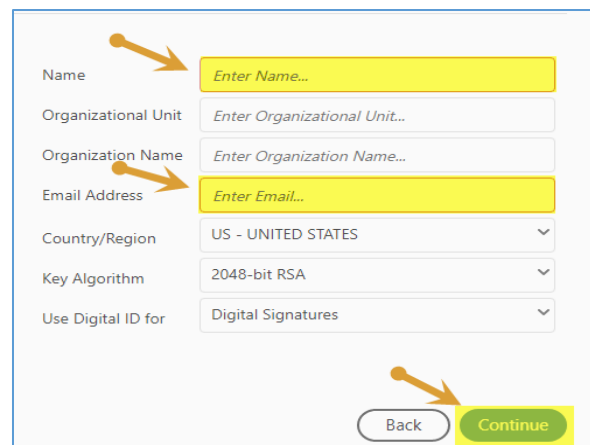 Name Enter Name...
Organizational Unit Enter Organizational Unit...
Organization Name Enter Organization Name...
Email Address Enter Email...
Country/Region US - UNITED STATES
Key Algorithm 2048-bit RSA
Use Digital ID for Digital Signatures
Back Continue